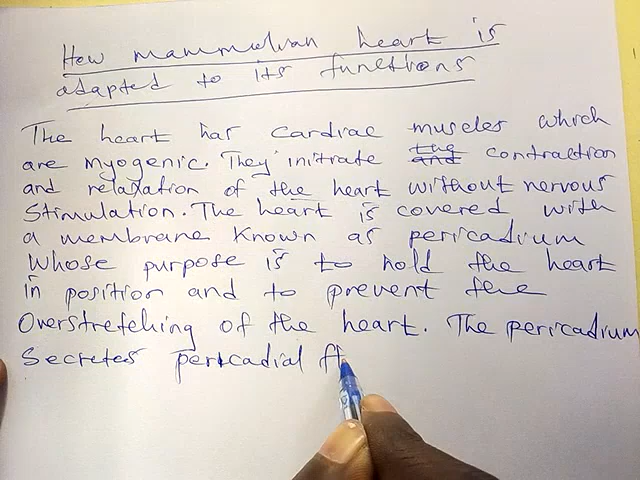 How mammalian heart is
adapted to its functions
The heart has cardiac muscles which
are myogenic. They initrate the and contraction
and relaxation of the heart without nervous
Stimulation. The heart is covered with
a membrane known as pericadium
Whose purpose is to hold the heart
in position and to prevent the
Overstretching of the heart. The pericadium
Secretes pericadial fl